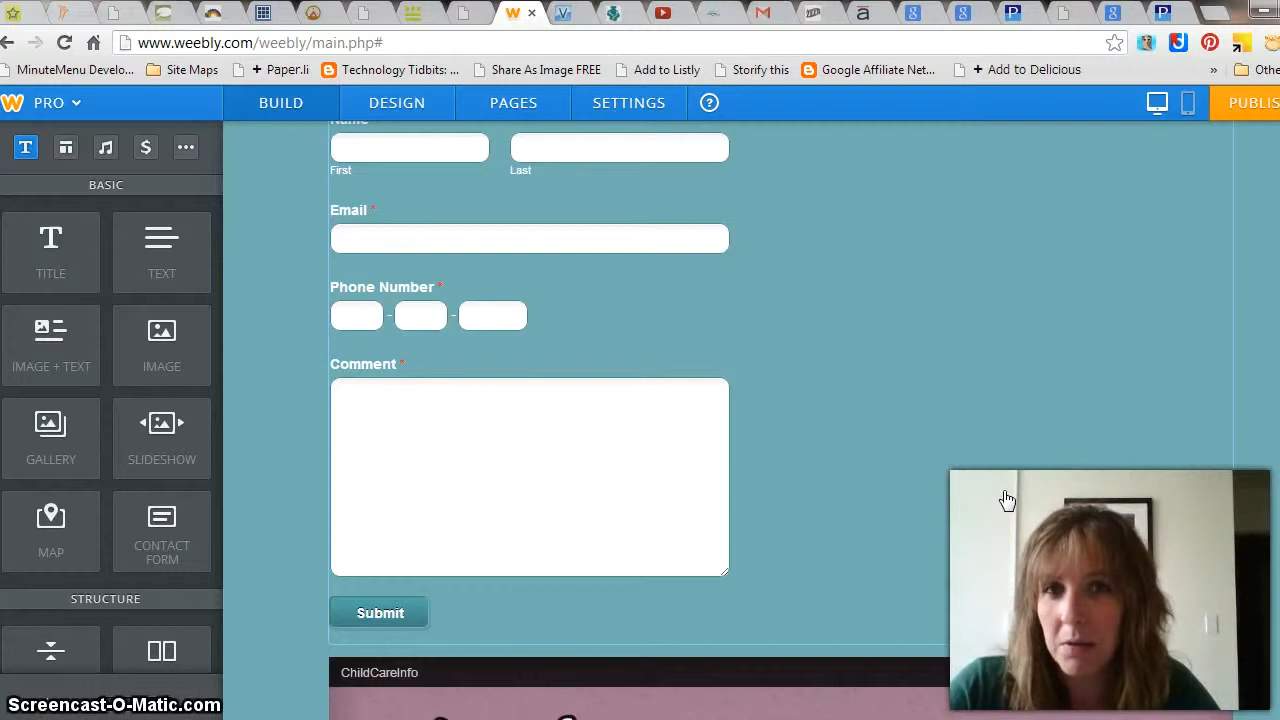 www.weebly.com/weebly/main.php#
MinuteMenu Develo...
Site Maps
+ Paper.li
Technology Tidbits: ...
Share As Image FREE
Add to Listly
Storify this
Google Affiliate Net...
+ Add to Delicious
»
Othe
PRO
BUILD
DESIGN
PAGES
SETTINGS
?
PUBLIS
BASIC
TITLE
TEXT
IMAGE + TEXT
IMAGE
GALLERY
SLIDESHOW
MAP
CONTACT
FORM
STRUCTURE
Name
First
Last
Email *
Phone Number *
- -
Comment *
Submit
ChildCareInfo
Screencast-O-Matic.com